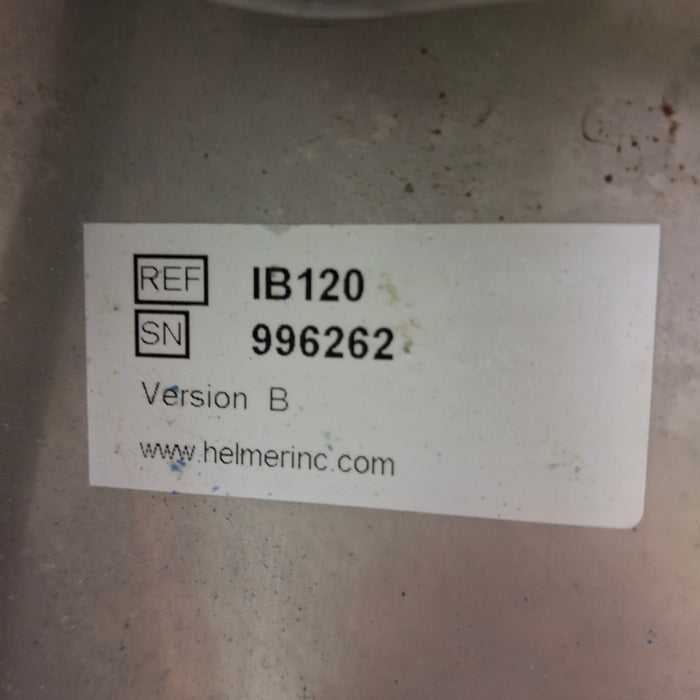 REF IB120
SN 996262
Version B
www.helmerinc.com